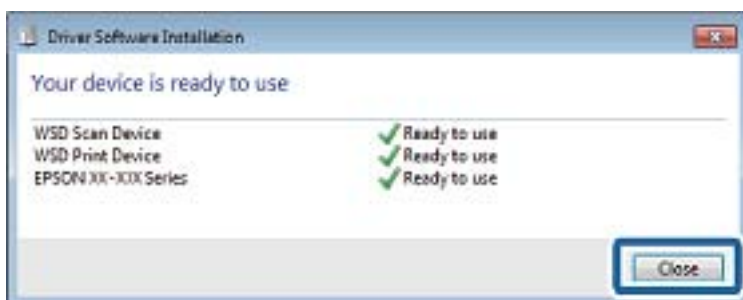 Driver Software Installation
Your device is ready to use
WSD Scan Device Ready to use
WSD Print Device Ready to use
EPSON XX-XXX Series Ready to use
Close